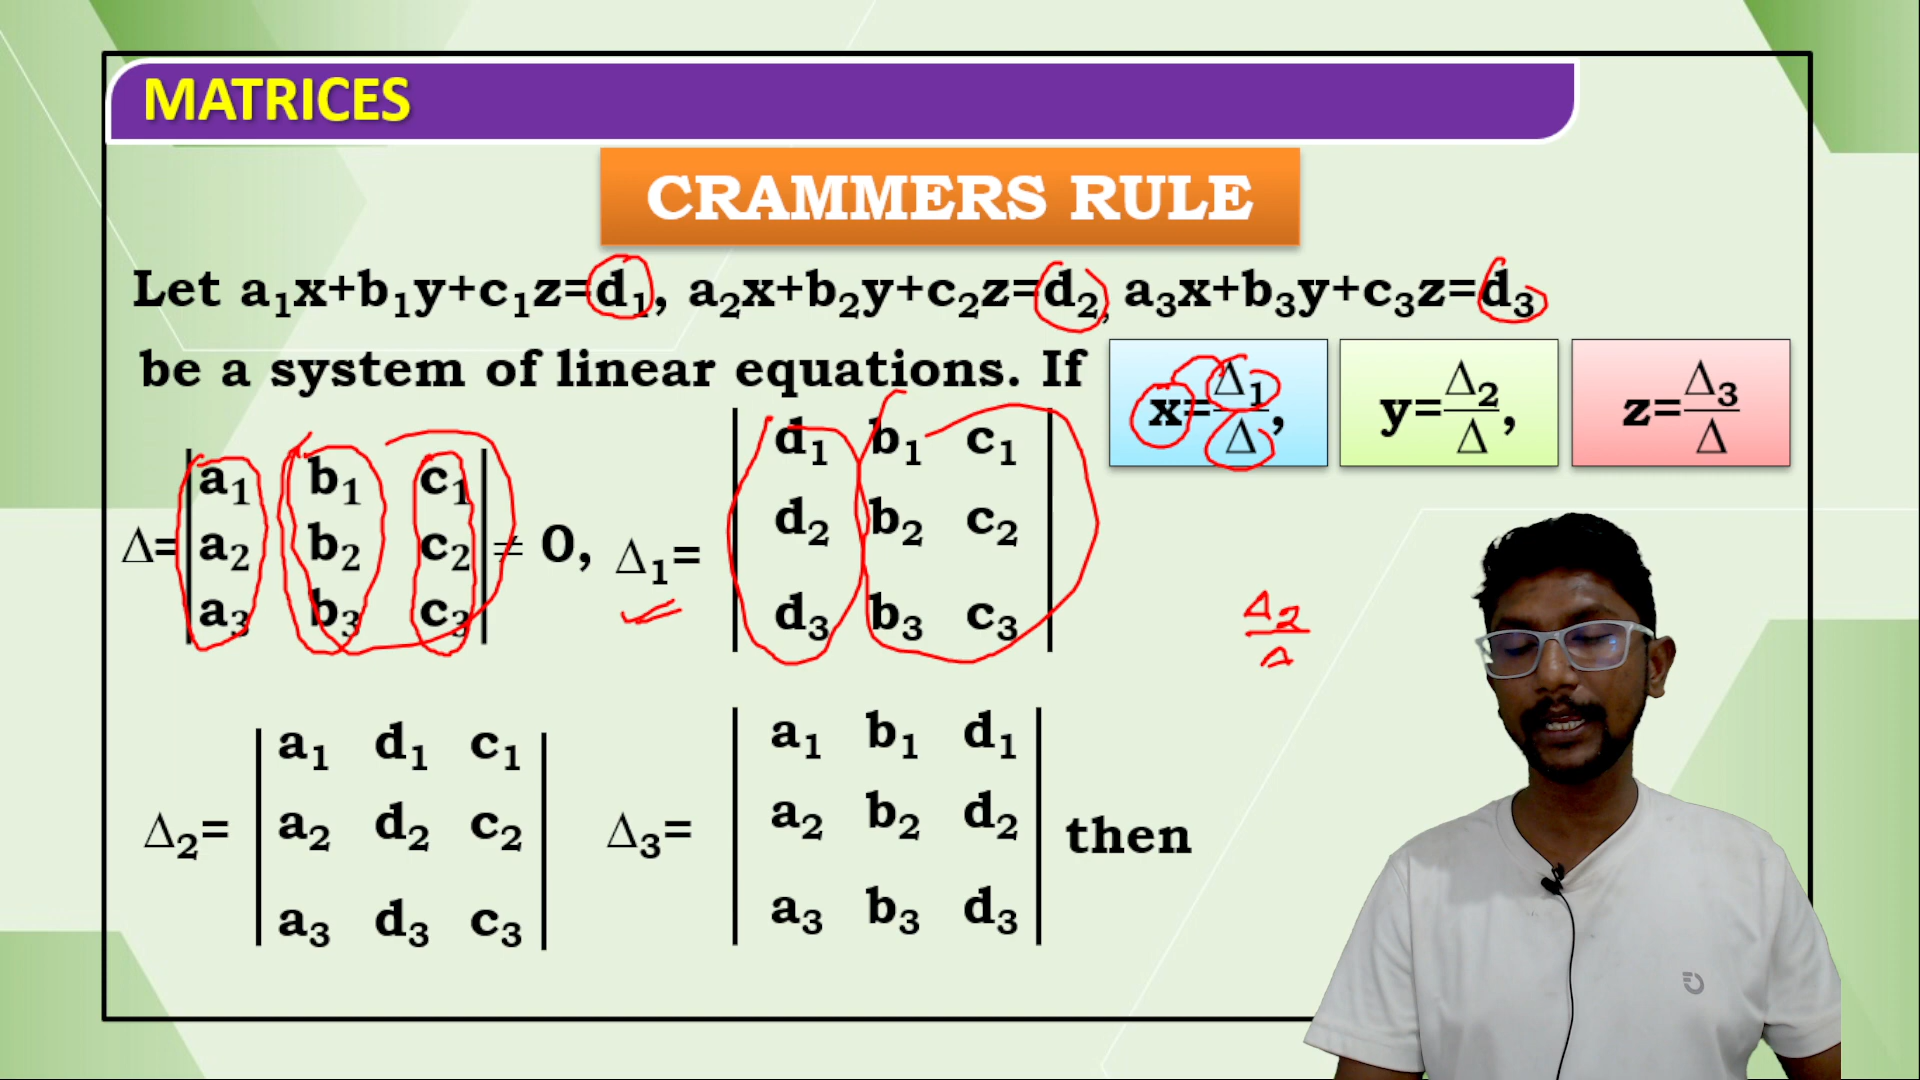 MATRICES
CRAMMERS RULE
Let a₁x+b₁y+c₁z=d₁, a₂x+b₂y+c₂z=d₂, a₃x+b₃y+c₃z=d₃
be a system of linear equations. If x=Δ₁/Δ, y=Δ₂/Δ, z=Δ₃/Δ
a₁ b₁ c₁
Δ= a₂ b₂ c₂ ≠ 0,
a₃ b₃ c₃
d₁ b₁ c₁
Δ₁= d₂ b₂ c₂
d₃ b₃ c₃
Δ₂
Δ
a₁ d₁ c₁
Δ₂= a₂ d₂ c₂
a₃ d₃ c₃
a₁ b₁ d₁
Δ₃= a₂ b₂ d₂ then
a₃ b₃ d₃